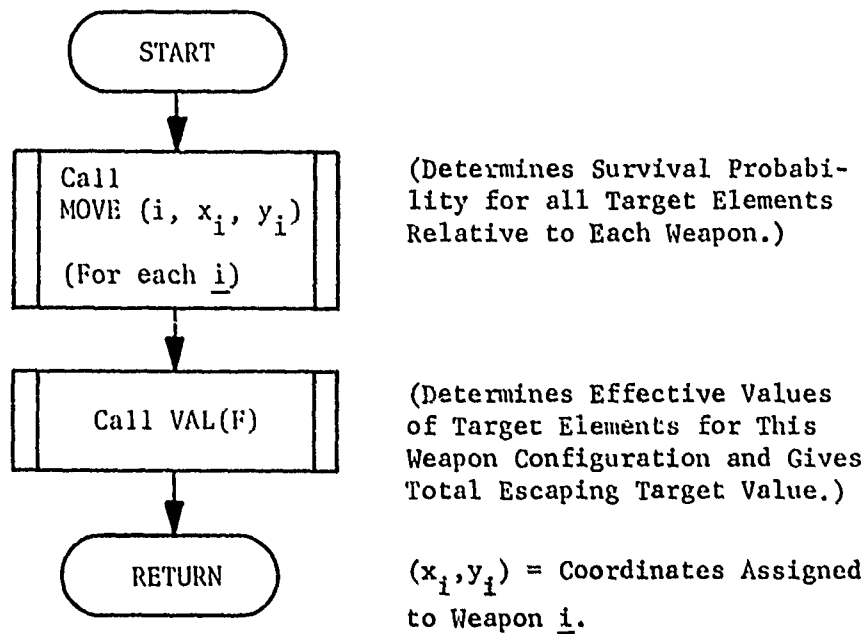 START
Call
MOVE (i, x_i, y_i)
(For each i)
(Determines Survival Probabi-
lity for all Target Elements
Relative to Each Weapon.)
Call VAL(F)
(Determines Effective Values
of Target Elements for This
Weapon Configuration and Gives
Total Escaping Target Value.)
RETURN
(x_i,y_i) = Coordinates Assigned
to Weapon i.